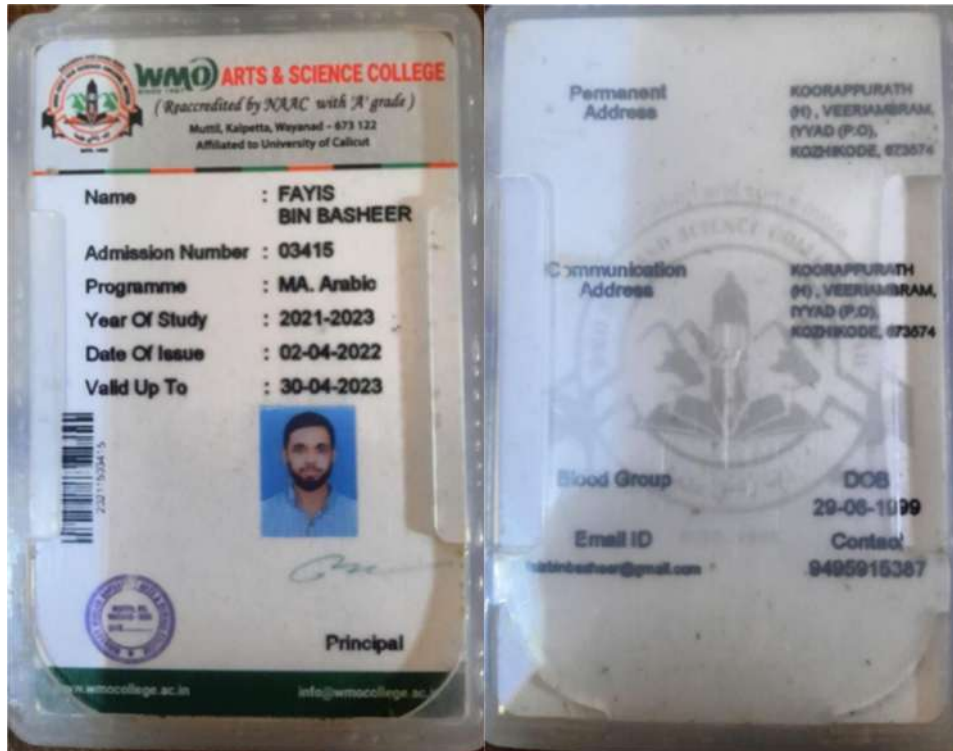 WMO ARTS & SCIENCE COLLEGE
(Reaccredited by NAAC with 'A' grade)
Muttil, Kalpetta, Wayanad – 673 122
Affiliated to University of Calicut
Name : FAYIS
BIN BASHEER
Admission Number : 03415
Programme : MA. Arabic
Year Of Study : 2021-2023
Date Of Issue : 02-04-2022
Valid Up To : 30-04-2023
Principal
www.wmocollege.ac.in info@wmocollege.ac.i
Permanent
Address
KOORAPPURATH
(H) , VEERIAMBRAM,
IYYAD (P.O),
KOZHIKODE, 673574
Communication
Address
KOORAPPURATH
(H) , VEERIAMBRAM,
IYYAD (P.O),
KOZHIKODE, 673574
Blood Group DOB
29-06-1999
Email ID Contact
9495915387